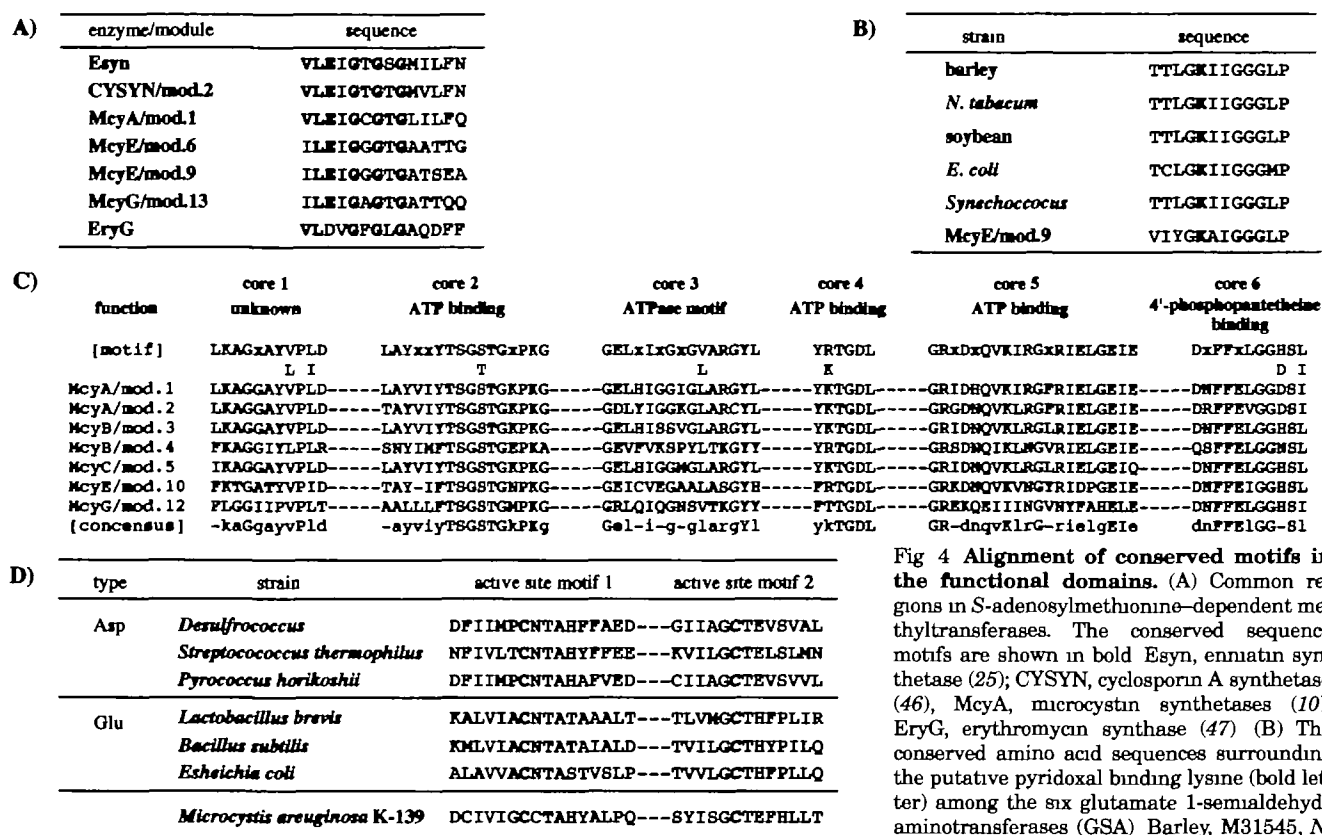 A)
enzyme/module sequence
Esyn VLEIGTGSGMILFN
CYSYN/mod.2 VLEIGTGTGMVLFN
McyA/mod.1 VLEIGCGTGLILFQ
McyE/mod.6 ILEIGGGTGAATTG
McyE/mod.9 ILEIGGGTGATSEA
McyG/mod.13 ILEIGAGTGATTQQ
EryG VLDVGFGLGAQDFF
B)
strain sequence
barley TTLGKIIGGGLP
N. tabacum TTLGKIIGGGLP
soybean TTLGKIIGGGLP
E. coli TCLGKIIGGGMP
Synechoccocus TTLGKIIGGGLP
McyE/mod.9 VIYGKAIGGGLP
C)
core 1 core 2 core 3 core 4 core 5 core 6
function unknown ATP binding ATPase motif ATP binding ATP binding 4'-phosphopantetheine binding
[motif] LKAGxAYVPLD LAYxxYTSGSTGxPKG GELxIxGxGVARGYL YRTGDL GRxDxQVKIRGxRIELGEIE DxFFxLGGHSL
L I T L K D I
McyA/mod.1 LKAGGAYVPLD-----LAYVIYTSGSTGKPKG-----GELHIGGIGLARGYL-----YKTGDL-----GRIDHQVKIRGFRIELGEIE-----DNFFELGGDSI
McyA/mod.2 LKAGGAYVPLD-----TAYVIYTSGSTGKPKG-----GDLYIGGKGLARCYL-----YKTGDL-----GRGDNQVKLRGFRIELGEIE-----DRFFEVGGDSI
McyB/mod.3 LKAGGAYVPLD-----LAYVIYTSGSTGKPKG-----GELHISSVGLARGYL-----YKTGDL-----GRIDNQVKLRGFRIELGEIE-----DNFFELGGHSL
McyB/mod.4 FKAGGIYLPLR-----SNYIMFTSGSTGEPKA-----GEVFVKSPYLTKGYY-----YRTGDL-----GRSDNQIKLNGVRIELGEIE-----QSFFELGGNSL
McyC/mod.5 IKAGGAYVPLD-----LAYVIYTSGSTGKPKG-----GELHIGGMGLARGYL-----YKTGDL-----GRIDNQVKLRGLRIELGEIQ-----DNFFELGGHSL
McyE/mod.10 FKTGATYVPID-----TAY-IFTSGSTGNPKG-----GEICVEGAALASGYH-----FRTGDL-----GRKDNQVKVNGYRIDPGEIE-----DHFFEIGGHSL
McyG/mod.12 FLGGIIPVPLT-----AALLLFTSGSTGMPKG-----GRLQIQGNSVTKGYY-----FTTGDL-----GREKQEIIINGVNYFAHELE-----DNFFELGGHSI
[concensus] -kaGgayvPld -ayviyTSGSTGkPKg Gel-i-g-glargYl ykTGDL GR-dnqvKlrG-rielgEIe dnFFElGG-Sl
D)
type strain active site motif 1 active site motif 2
Asp Desulfrococcus DFIIMPCNTAHFFAED---GIIAGCTEVSVAL
Streptocococcus thermophilus NFIVLTCNTAHYFFEE---KVILGCTELSLMN
Pyrococcus horikoshii DFIIMPCNTAHAFVED---CIIAGCTEVSVVL
Glu Lactobacillus brevis KALVIACNTATAAALT---TLVMGCTHFPLIR
Bacillus subtilis KMLVIACNTATAIALD---TVILGCTHYPILQ
Esheichia coli ALAVVACNTASTVSLP---TVVLGCTHFPLLQ
Microcystis areuginosa K-139 DCIVIGCCTAHYALPQ---SYISGCTEFHLLT
Fig 4 Alignment of conserved motifs in
the functional domains. (A) Common re-
gions in S-adenosylmethionine–dependent me-
thyltransferases. The conserved sequence
motifs are shown in bold Esyn, enniatin syn-
thetase (25); CYSYN, cyclosporin A synthetase
(46), McyA, microcystin synthetases (10)
EryG, erythromycin synthase (47) (B) Th
conserved amino acid sequences surroundin
the putative pyridoxal binding lysine (bold let-
ter) among the six glutamate 1-semialdehyd
aminotransferases (GSA) Barley, M31545, N